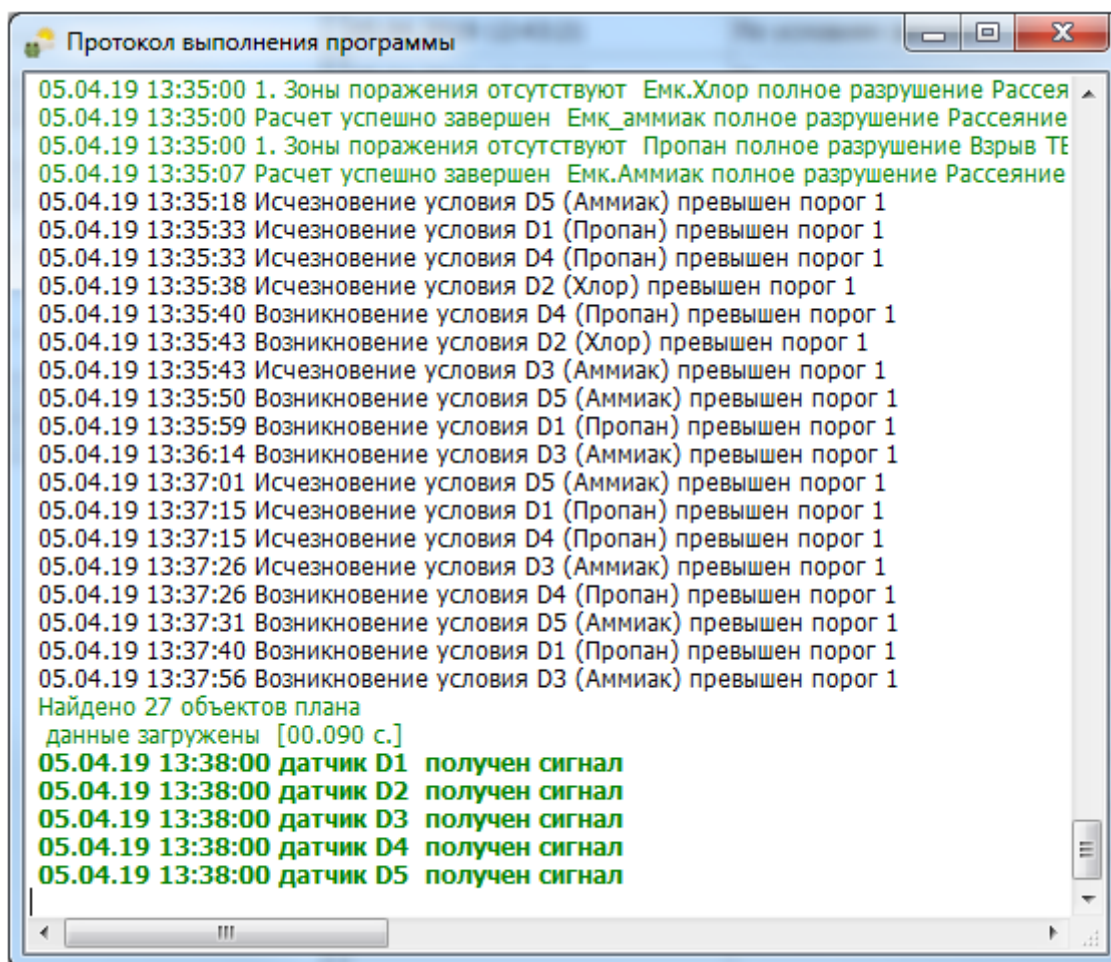 Протокол выполнения программы
05.04.19 13:35:00 1. Зоны поражения отсутствуют Емк.Хлор полное разрушение Рассея
05.04.19 13:35:00 Расчет успешно завершен Емк_аммиак полное разрушение Рассеяние
05.04.19 13:35:00 1. Зоны поражения отсутствуют Пропан полное разрушение Взрыв ТВ
05.04.19 13:35:07 Расчет успешно завершен Емк.Аммиак полное разрушение Рассеяние
05.04.19 13:35:18 Исчезновение условия D5 (Аммиак) превышен порог 1
05.04.19 13:35:33 Исчезновение условия D1 (Пропан) превышен порог 1
05.04.19 13:35:33 Исчезновение условия D4 (Пропан) превышен порог 1
05.04.19 13:35:38 Исчезновение условия D2 (Хлор) превышен порог 1
05.04.19 13:35:40 Возникновение условия D4 (Пропан) превышен порог 1
05.04.19 13:35:43 Возникновение условия D2 (Хлор) превышен порог 1
05.04.19 13:35:43 Исчезновение условия D3 (Аммиак) превышен порог 1
05.04.19 13:35:50 Возникновение условия D5 (Аммиак) превышен порог 1
05.04.19 13:35:59 Возникновение условия D1 (Пропан) превышен порог 1
05.04.19 13:36:14 Возникновение условия D3 (Аммиак) превышен порог 1
05.04.19 13:37:01 Исчезновение условия D5 (Аммиак) превышен порог 1
05.04.19 13:37:15 Исчезновение условия D1 (Пропан) превышен порог 1
05.04.19 13:37:15 Исчезновение условия D4 (Пропан) превышен порог 1
05.04.19 13:37:26 Исчезновение условия D3 (Аммиак) превышен порог 1
05.04.19 13:37:26 Возникновение условия D4 (Пропан) превышен порог 1
05.04.19 13:37:31 Возникновение условия D5 (Аммиак) превышен порог 1
05.04.19 13:37:40 Возникновение условия D1 (Пропан) превышен порог 1
05.04.19 13:37:56 Возникновение условия D3 (Аммиак) превышен порог 1
Найдено 27 объектов плана
данные загружены [00.090 с.]
05.04.19 13:38:00 датчик D1 получен сигнал
05.04.19 13:38:00 датчик D2 получен сигнал
05.04.19 13:38:00 датчик D3 получен сигнал
05.04.19 13:38:00 датчик D4 получен сигнал
05.04.19 13:38:00 датчик D5 получен сигнал